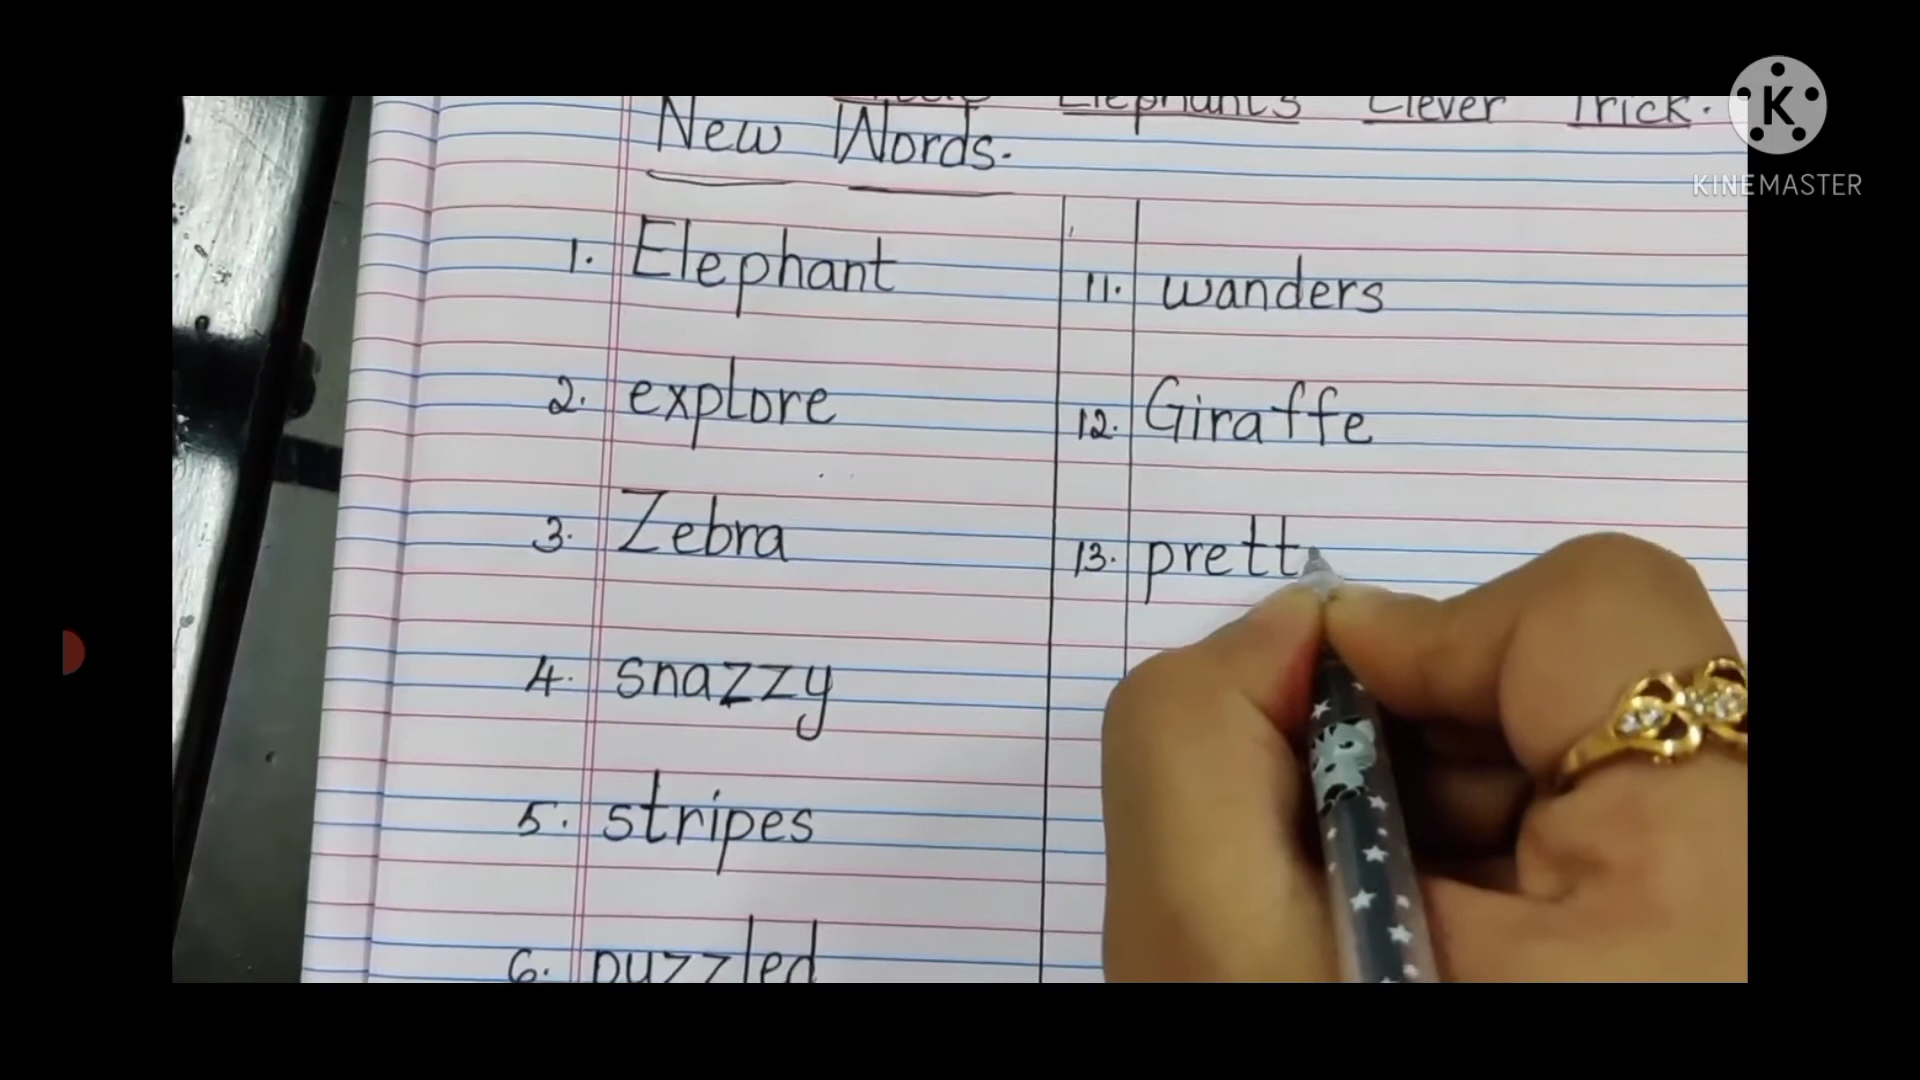 Elephant's Clever Trick.
New Words.
1. Elephant
2. explore
3. Zebra
4. snazzy
5. stripes
6. puzzled
11. wanders
12. Giraffe
13. prett
K
KINEMASTER